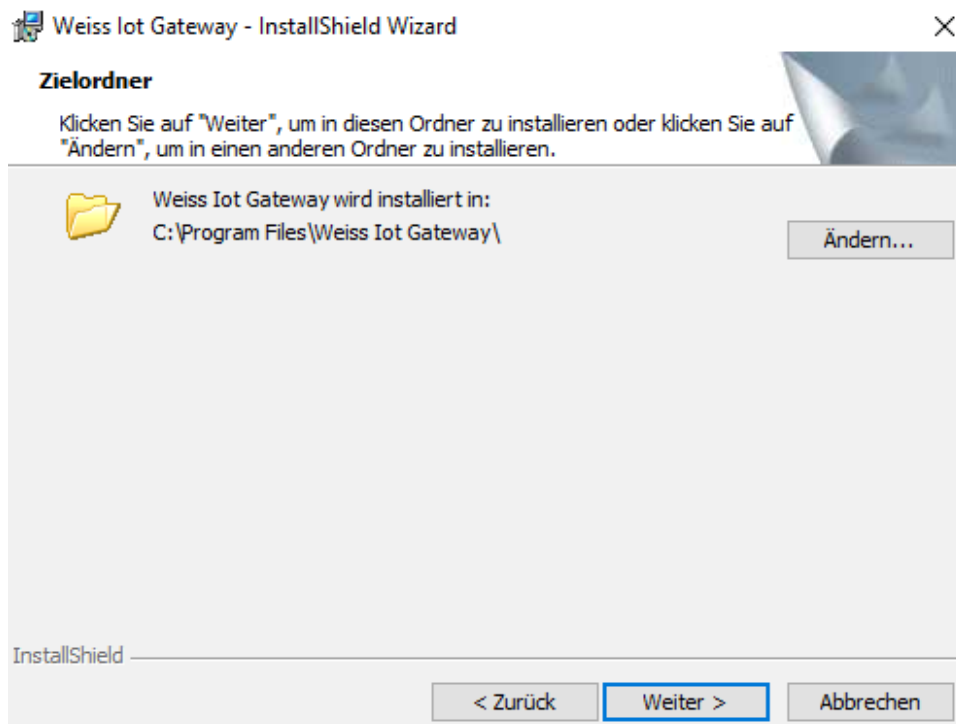 Weiss Iot Gateway - InstallShield Wizard
Zielordner
Klicken Sie auf "Weiter", um in diesen Ordner zu installieren oder klicken Sie auf
"Ändern", um in einen anderen Ordner zu installieren.
Weiss Iot Gateway wird installiert in:
C:\Program Files\Weiss Iot Gateway\
Ändern...
InstallShield
< Zurück
Weiter >
Abbrechen